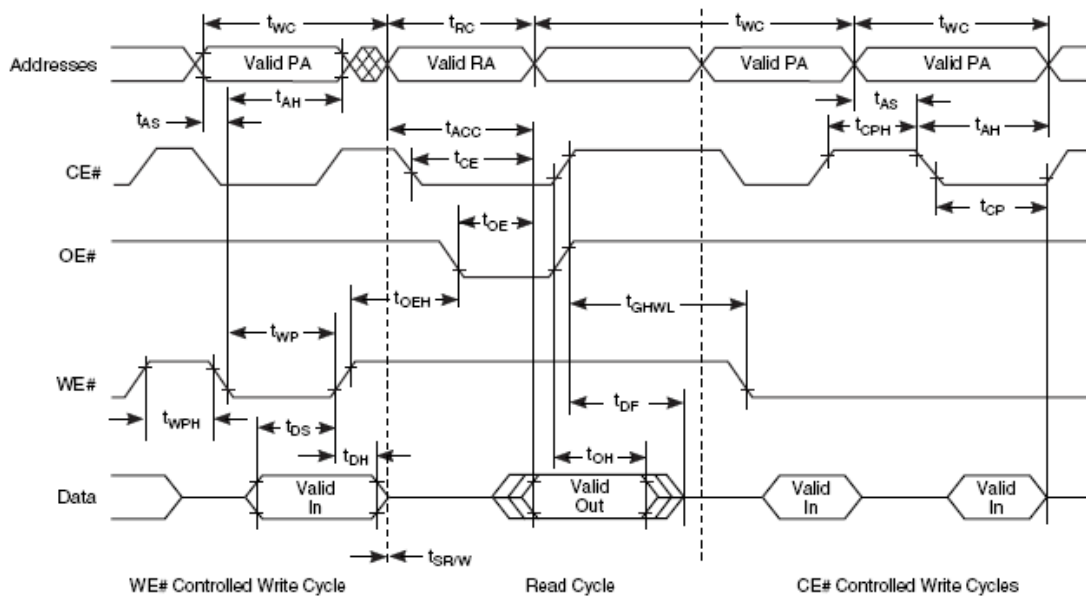 tWC tRC tWC tWC
Addresses Valid PA Valid RA Valid PA Valid PA
tAH tAS
tAS tACC tCPH tAH
CE# tCE
tCP
tOE
OE#
tOEH tGHWL
tWP
WE#
tWPH tDS tDF
tDH tOH
Data Valid In Valid Out Valid In Valid In
tSR/W
WE# Controlled Write Cycle Read Cycle CE# Controlled Write Cycles